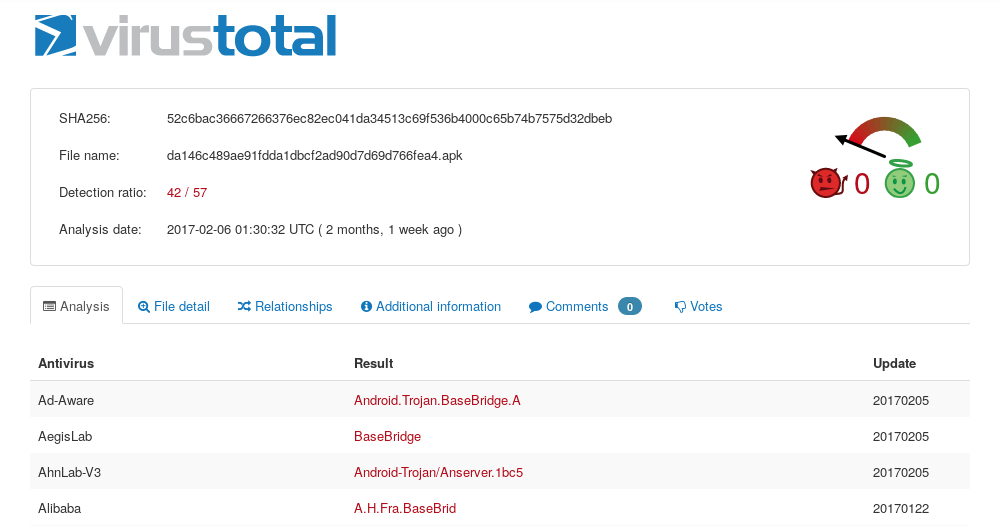 virustotal
SHA256: 52c6bac36667266376ec82ec041da34513c69f536b4000c65b74b7575d32dbeb
File name: da146c489ae91fdda1dbcf2ad90d7d69d766fea4.apk
Detection ratio: 42 / 57
Analysis date: 2017-02-06 01:30:32 UTC ( 2 months, 1 week ago )
0 0
Analysis File detail Relationships Additional information Comments 0 Votes
Antivirus Result Update
Ad-Aware Android.Trojan.BaseBridge.A 20170205
AegisLab BaseBridge 20170205
AhnLab-V3 Android-Trojan/Anserver.1bc5 20170205
Alibaba A.H.Fra.BaseBrid 20170122